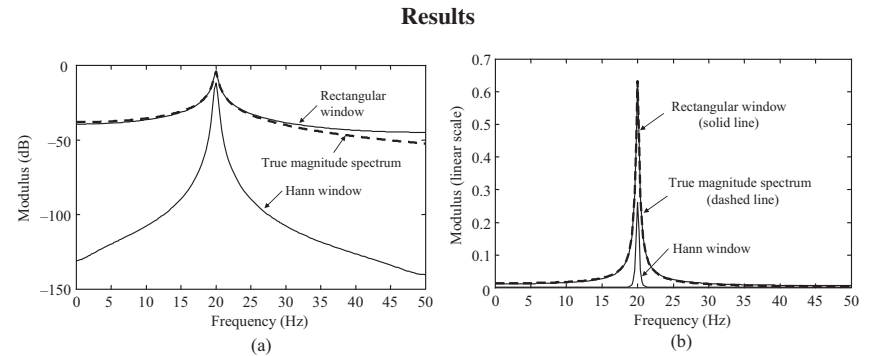 Results
0
−50
−100
−150
Modulus (dB)
Rectangular
window
True magnitude spectrum
Hann window
0 5 10 15 20 25 30 35 40 45 50
Frequency (Hz)
(a)
0.7
0.6
0.5
0.4
0.3
0.2
0.1
0
Modulus (linear scale)
Rectangular window
(solid line)
True magnitude spectrum
(dashed line)
Hann window
0 5 10 15 20 25 30 35 40 45 50
Frequency (Hz)
(b)